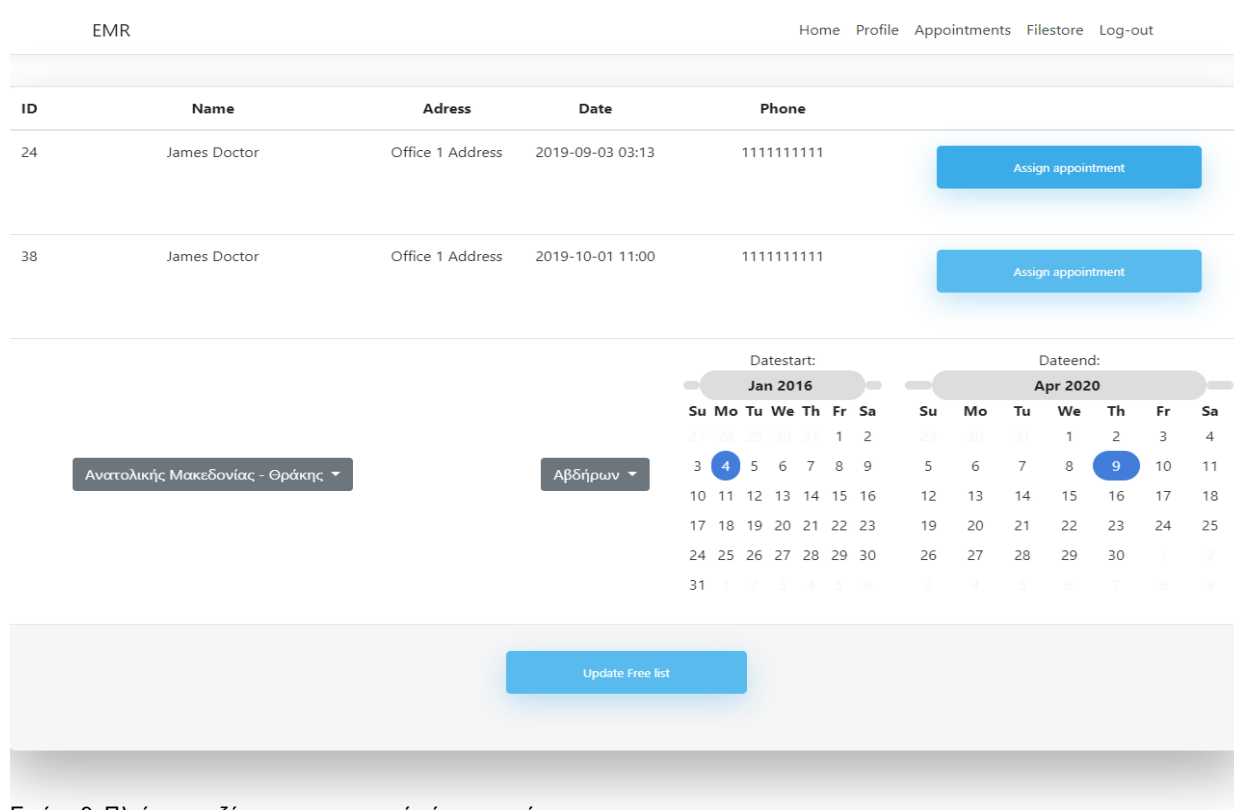 EMR Home Profile Appointments Filestore Log-out
ID Name Adress Date Phone
24 James Doctor Office 1 Address 2019-09-03 03:13 1111111111 Assign appointment
38 James Doctor Office 1 Address 2019-10-01 11:00 1111111111 Assign appointment
Ανατολικής Μακεδονίας - Θράκης
Αβδήρων
Datestart:
Jan 2016
Su Mo Tu We Th Fr Sa
27 28 29 30 31 1 2
3 4 5 6 7 8 9
10 11 12 13 14 15 16
17 18 19 20 21 22 23
24 25 26 27 28 29 30
31 1 2 3 4 5 6
Dateend:
Apr 2020
Su Mo Tu We Th Fr Sa
29 30 31 1 2 3 4
5 6 7 8 9 10 11
12 13 14 15 16 17 18
19 20 21 22 23 24 25
26 27 28 29 30 1 2
3 4 5 6 7 8 9
Update Free list